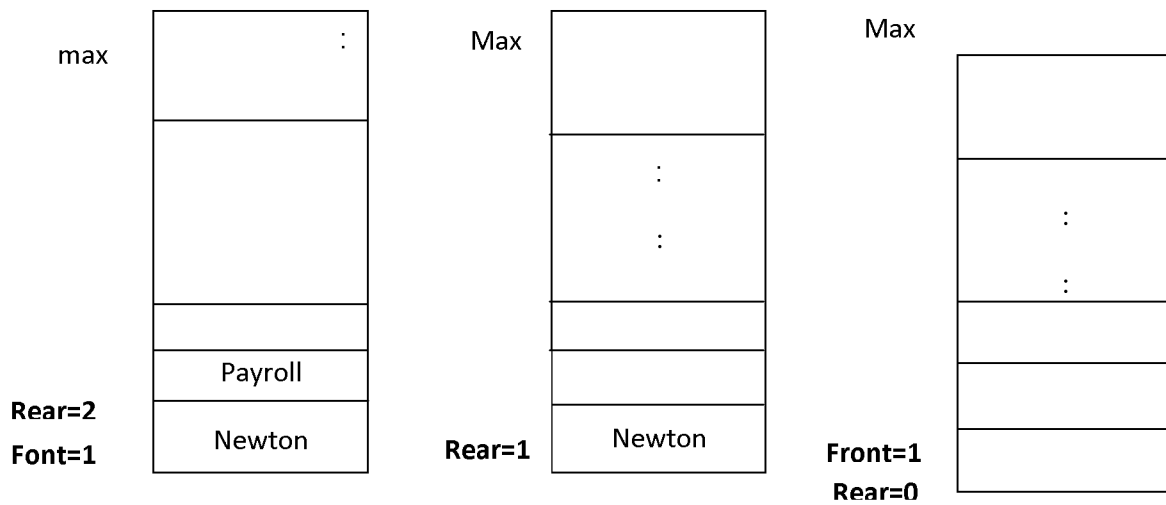 max
:
Payroll
Rear=2
Newton
Font=1
Max
:
:
Newton
Rear=1
Max
:
:
Front=1
Rear=0